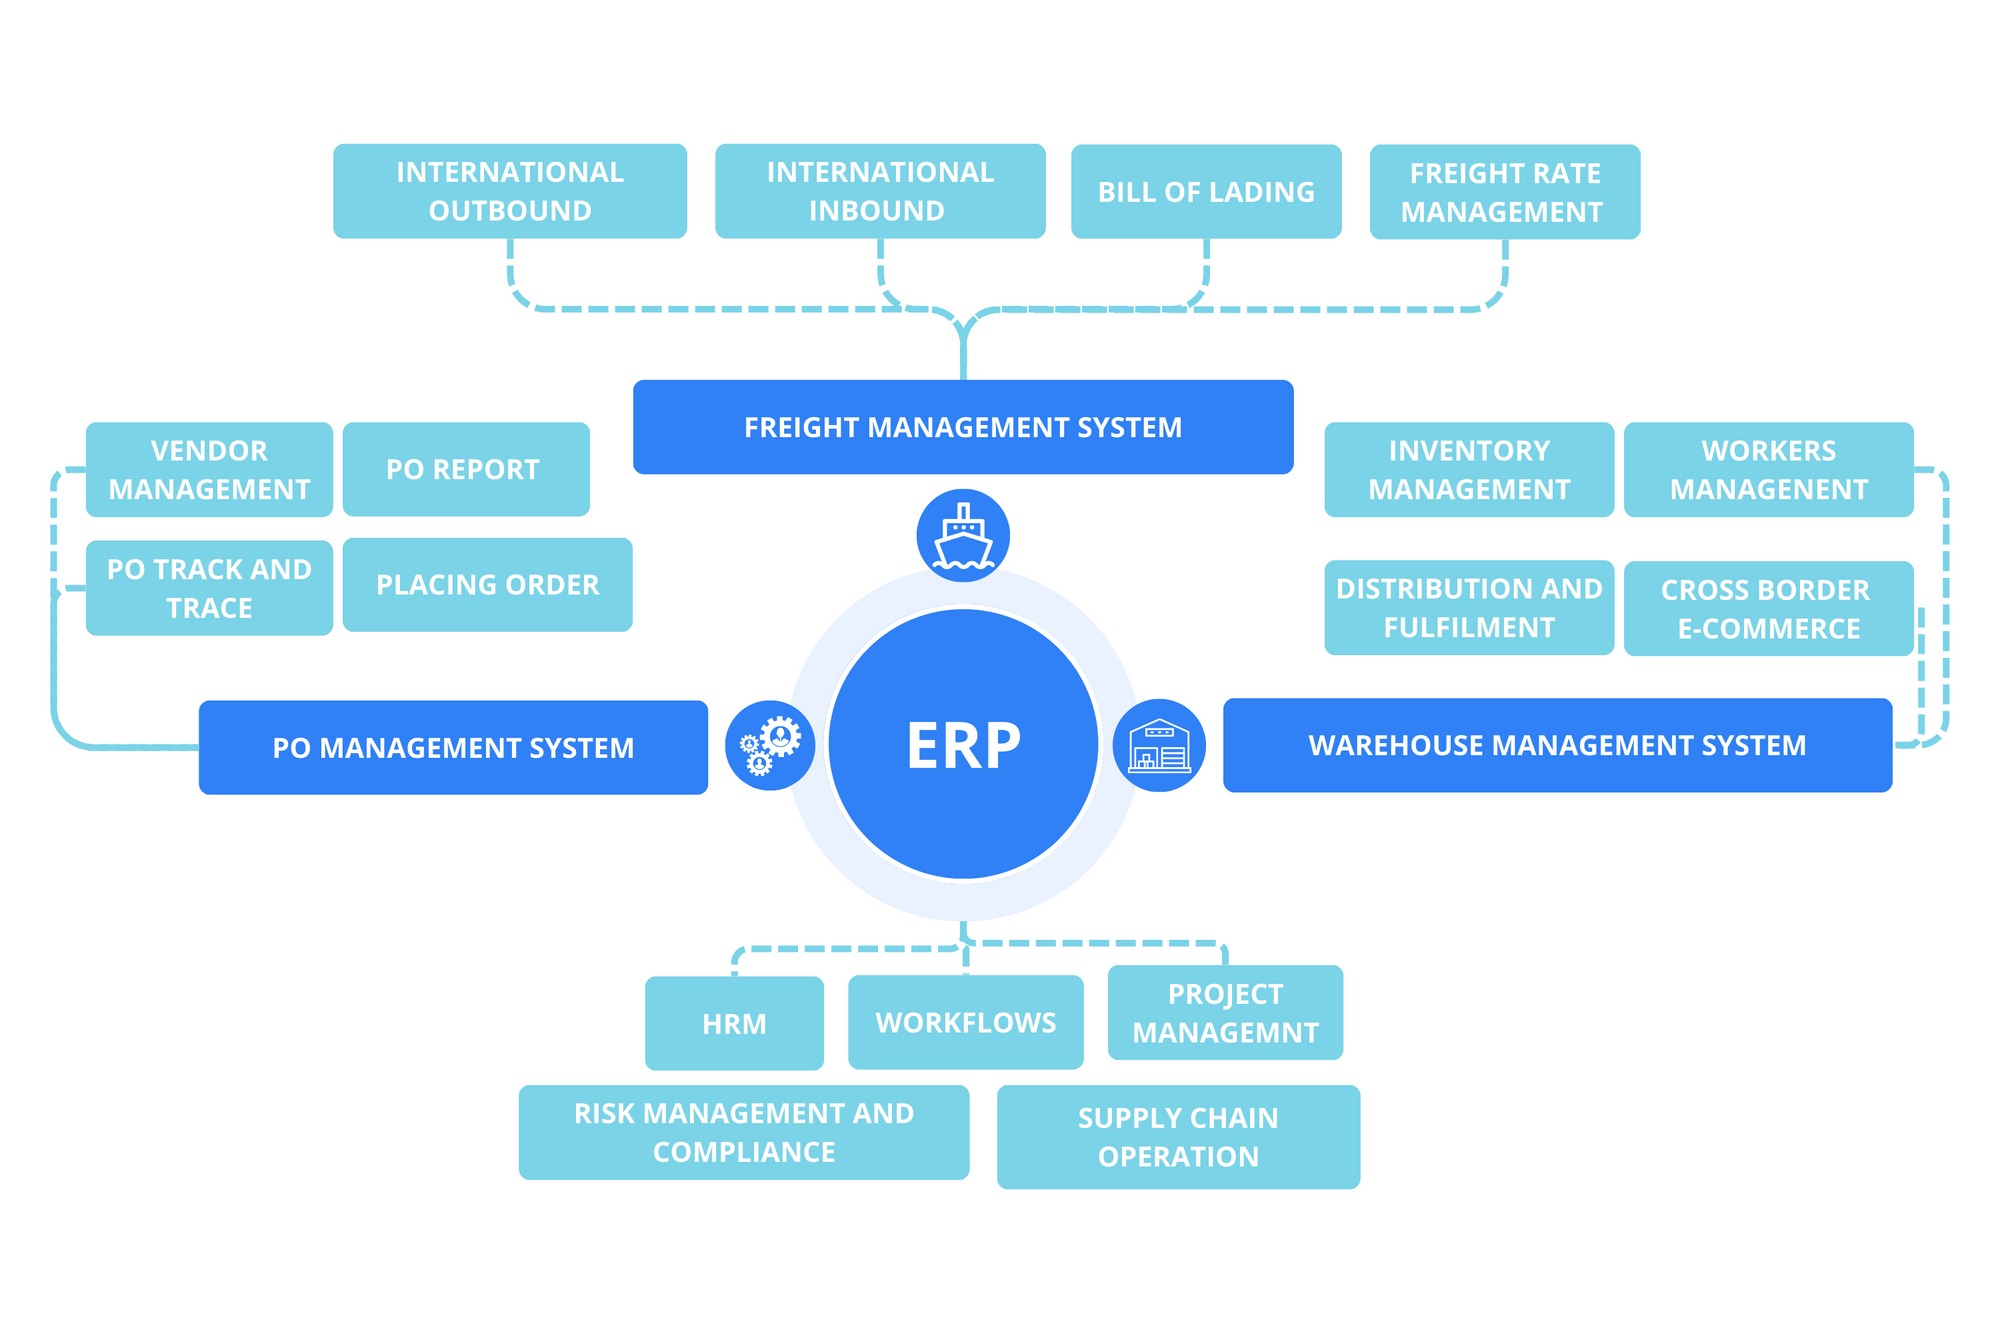 INTERNATIONAL
OUTBOUND
INTERNATIONAL
INBOUND
BILL OF LADING
FREIGHT RATE
MANAGEMENT
FREIGHT MANAGEMENT SYSTEM
VENDOR
MANAGEMENT
PO REPORT
PO TRACK AND
TRACE
PLACING ORDER
INVENTORY
MANAGEMENT
WORKERS
MANAGENENT
DISTRIBUTION AND
FULFILMENT
CROSS BORDER
E-COMMERCE
PO MANAGEMENT SYSTEM
ERP
WAREHOUSE MANAGEMENT SYSTEM
HRM
WORKFLOWS
PROJECT
MANAGEMNT
RISK MANAGEMENT AND
COMPLIANCE
SUPPLY CHAIN
OPERATION